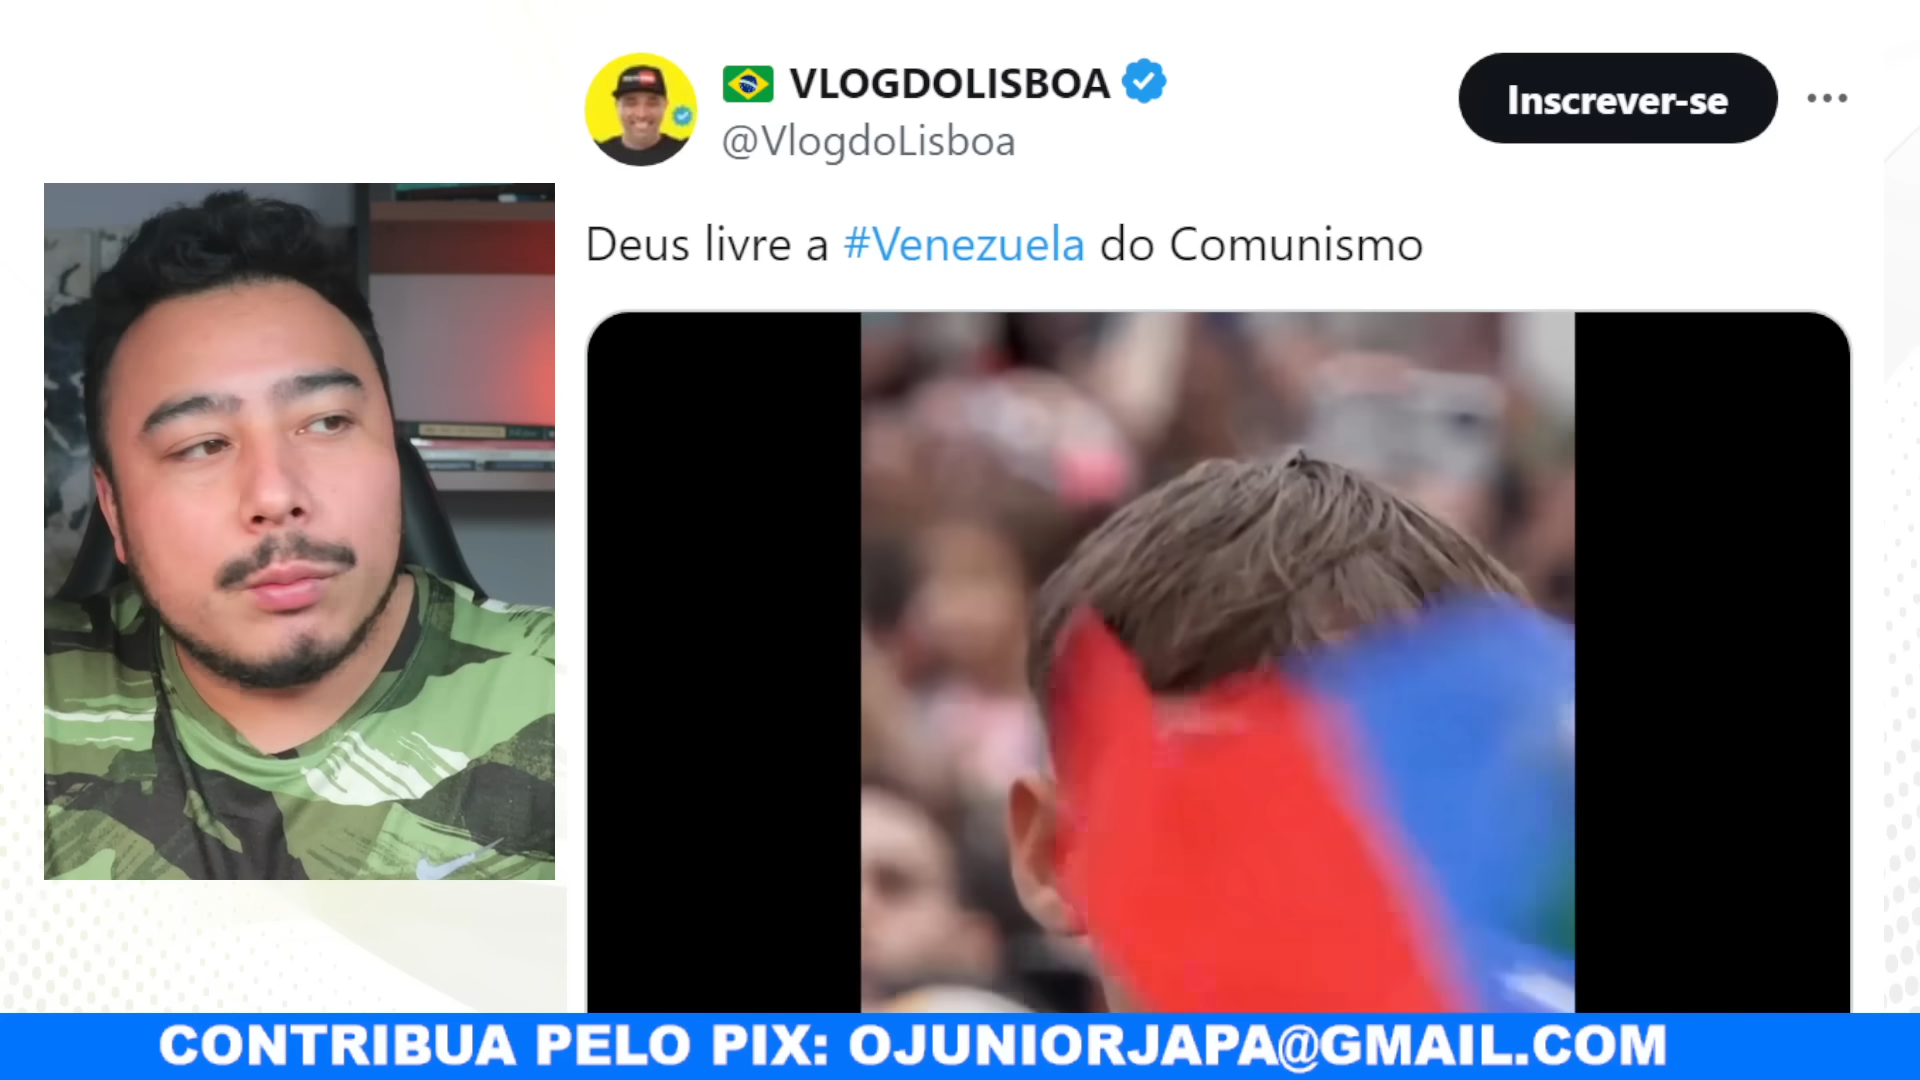 VLOGDOLISBOA
@VlogdoLisboa
Inscrever-se
Deus livre a #Venezuela do Comunismo
CONTRIBUA PELO PIX: OJUNIORJAPA@GMAIL.COM